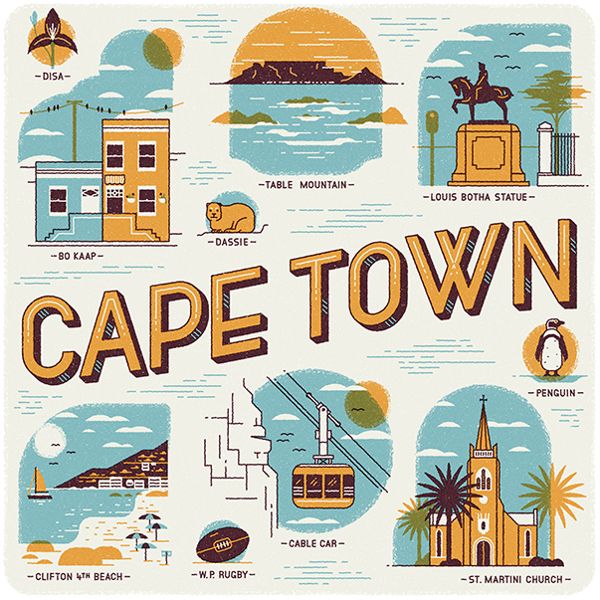 -DISA-
-TABLE MOUNTAIN-
-LOUIS BOTHA STATUE-
-BO KAAP-
-DASSIE-
CAPE TOWN
-PENGUIN-
-CLIFTON 4TH BEACH-
-W.P. RUGBY-
-CABLE CAR-
-ST. MARTINI CHURCH-